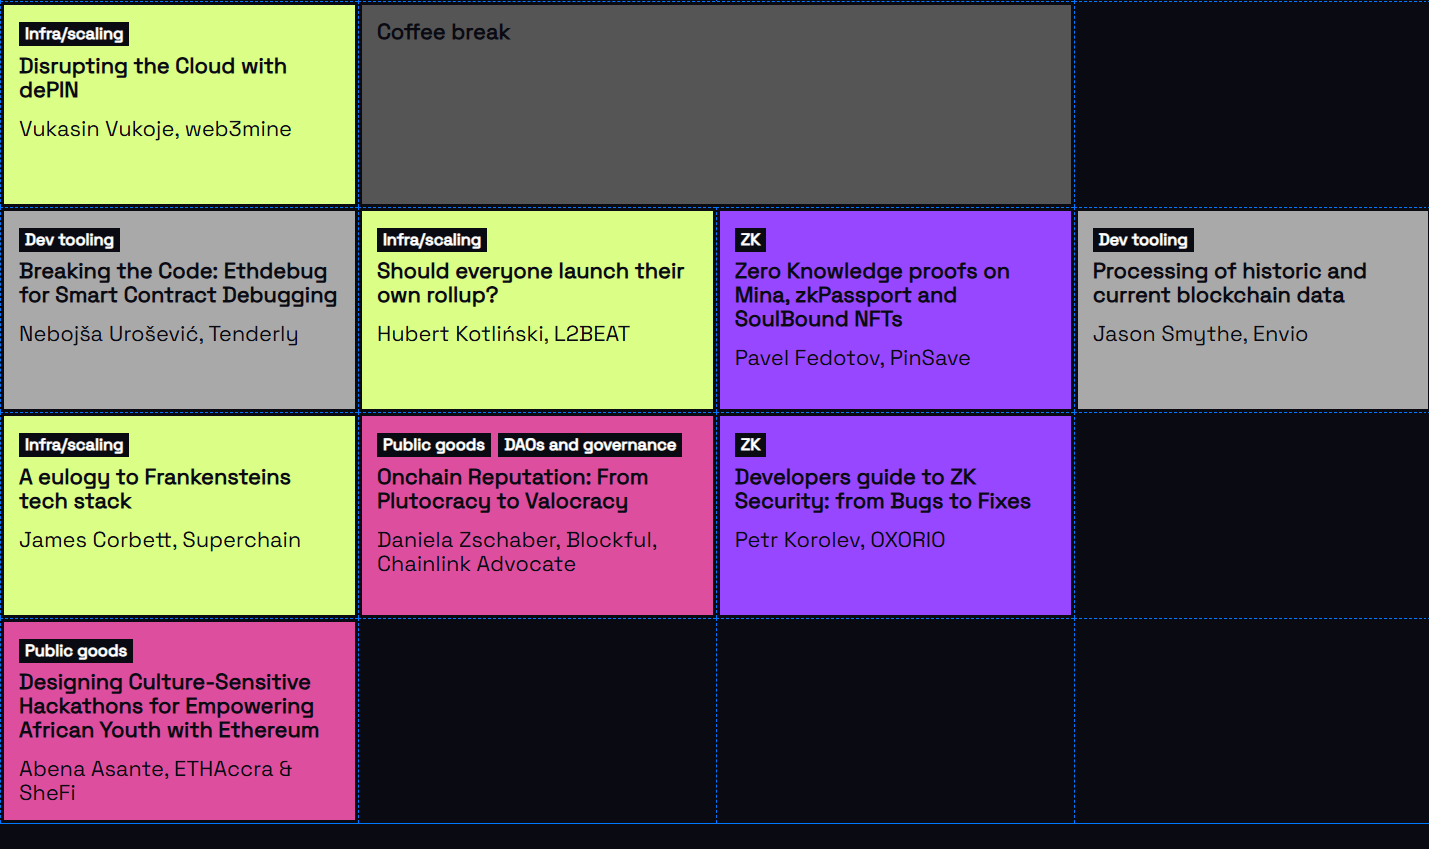 Infra/scaling
Disrupting the Cloud with
dePIN
Vukasin Vukoje, web3mine
Coffee break
Dev tooling
Breaking the Code: Ethdebug
for Smart Contract Debugging
Nebojša Urošević, Tenderly
Infra/scaling
Should everyone launch their
own rollup?
Hubert Kotliński, L2BEAT
ZK
Zero Knowledge proofs on
Mina, zkPassport and
SoulBound NFTs
Pavel Fedotov, PinSave
Dev tooling
Processing of historic and
current blockchain data
Jason Smythe, Envio
Infra/scaling
A eulogy to Frankensteins
tech stack
James Corbett, Superchain
Public goods DAOs and governance
Onchain Reputation: From
Plutocracy to Valocracy
Daniela Zschaber, Blockful,
Chainlink Advocate
ZK
Developers guide to ZK
Security: from Bugs to Fixes
Petr Korolev, OXORIO
Public goods
Designing Culture-Sensitive
Hackathons for Empowering
African Youth with Ethereum
Abena Asante, ETHAccra &
SheFi